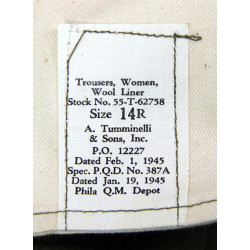 Trousers, Women,
Wool Liner
Stock No. 55-T-62758
Size 14R
A. Tumminelli
& Sons, Inc.
P.O. 12227
Dated Feb. 1, 1945
Spec. P.Q.D. No. 387A
Dated Jan. 19, 1945
Phila Q.M. Depot